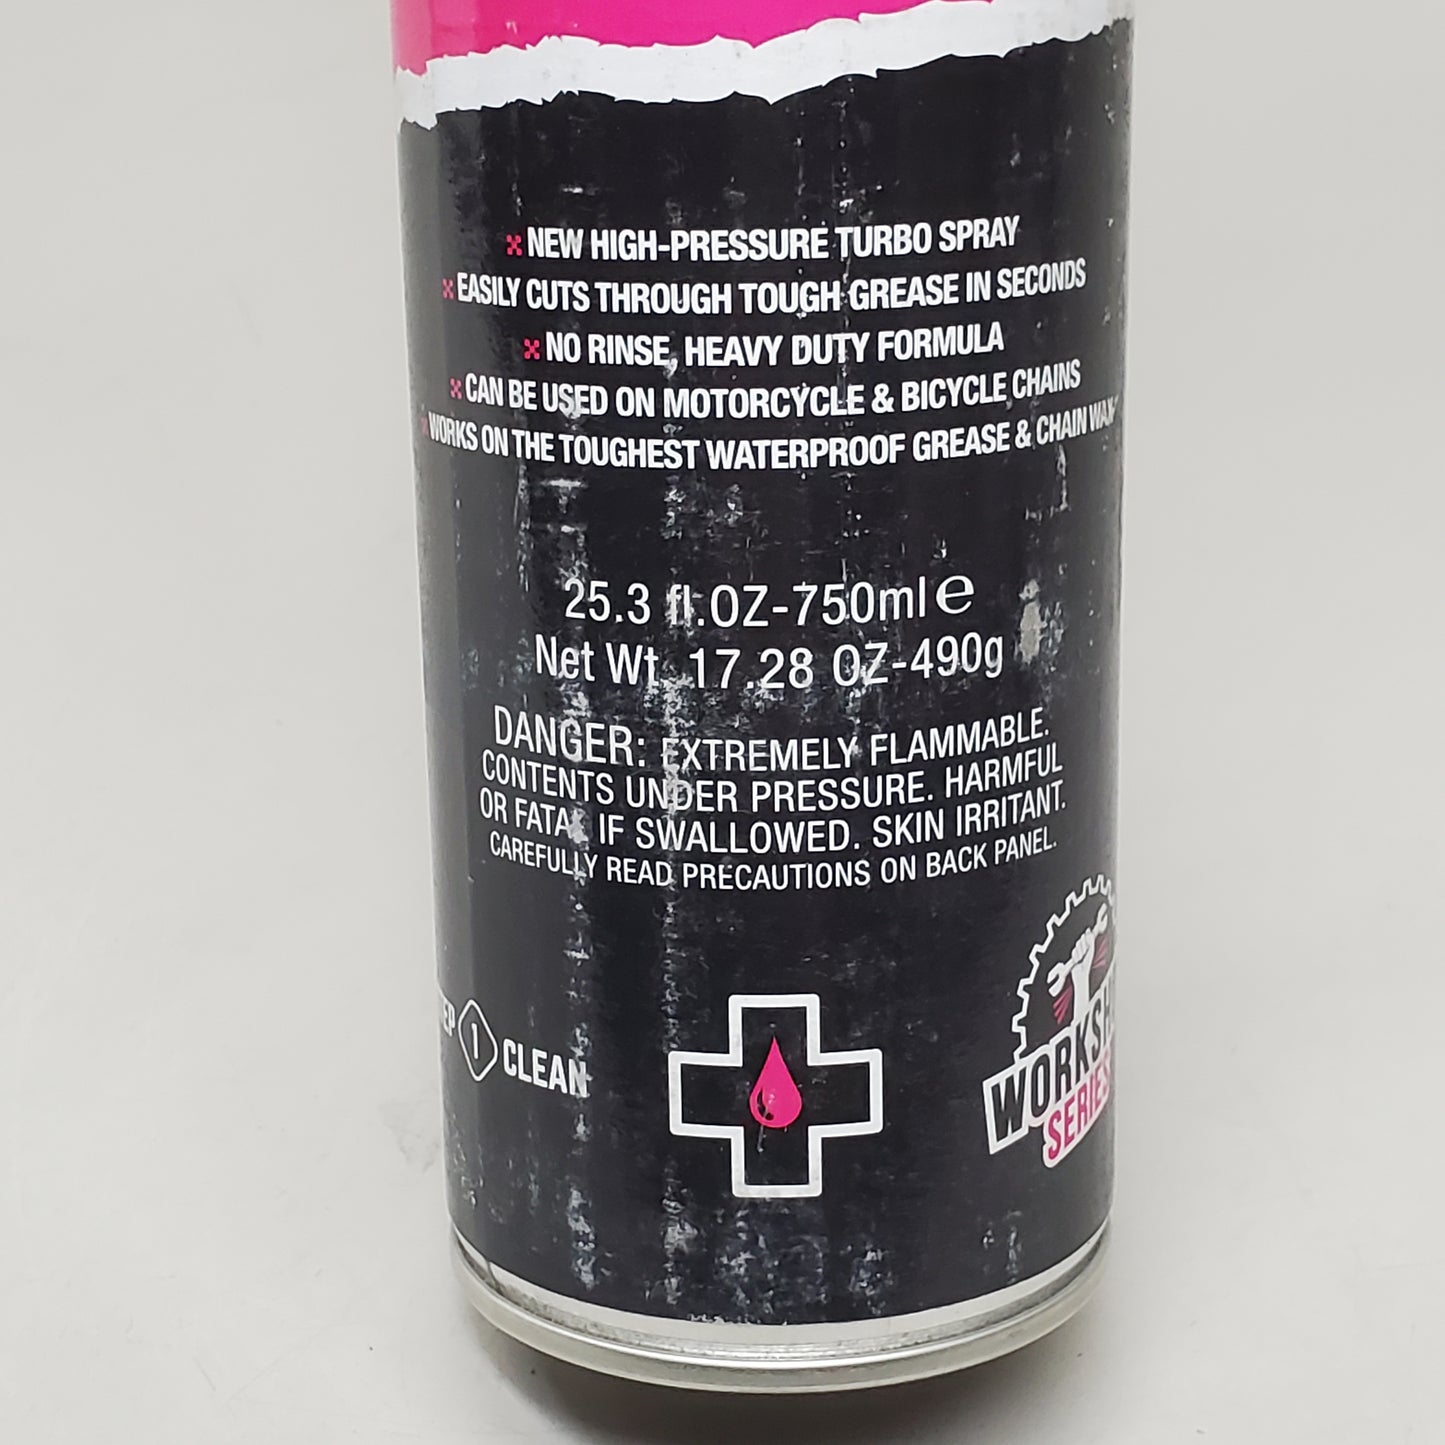 NEW HIGH-PRESSURE TURBO SPRAY
EASILY CUTS THROUGH TOUGH GREASE IN SECONDS
NO RINSE, HEAVY DUTY FORMULA
CAN BE USED ON MOTORCYCLE & BICYCLE CHAINS
WORKS ON THE TOUGHEST WATERPROOF GREASE & CHAIN WAX
25.3 fl.OZ-750ml e
Net Wt. 17.28 OZ-490g
DANGER: EXTREMELY FLAMMABLE.
CONTENTS UNDER PRESSURE. HARMFUL
OR FATAL IF SWALLOWED. SKIN IRRITANT.
CAREFULLY READ PRECAUTIONS ON BACK PANEL.
1 CLEAN
SERIES